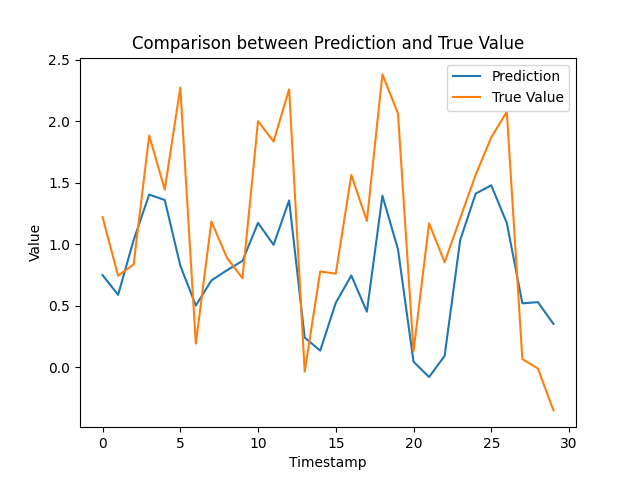 Comparison between Prediction and True Value
Prediction
True Value
Value
2.5
2.0
1.5
1.0
0.5
0.0
0 5 10 15 20 25 30
Timestamp